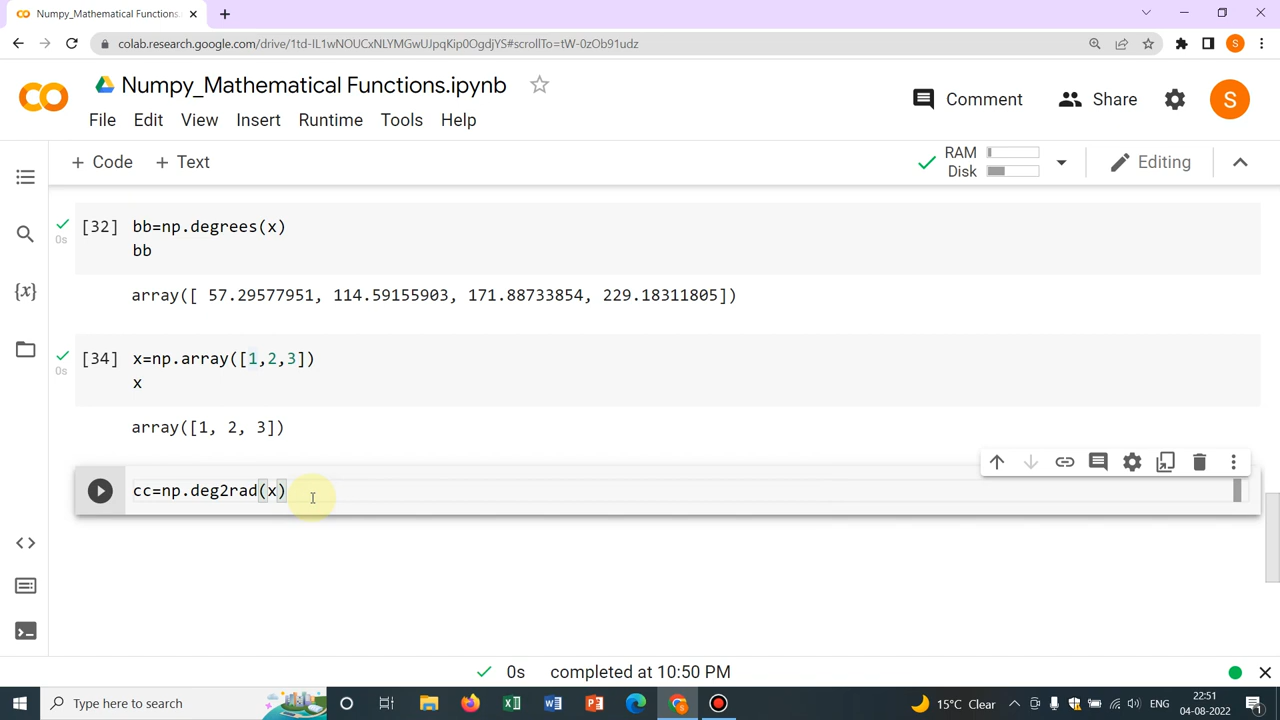 Numpy_Mathematical Functions.
colab.research.google.com/drive/1td-IL1wNOUCxNLYMGwUJpqKip0OgdjYS#scrollTo=tW-0zOb91udz
S
Numpy_Mathematical Functions.ipynb
Comment
Share
S
File Edit View Insert Runtime Tools Help
+ Code + Text
RAM
Disk
Editing
[32] bb=np.degrees(x)
0s
bb
array([ 57.29577951, 114.59155903, 171.88733854, 229.18311805])
[34] x=np.array([1,2,3])
0s
x
array([1, 2, 3])
cc=np.deg2rad(x)
{x}
0s completed at 10:50 PM
Type here to search
15°C Clear
ENG
22:51
04-08-2022